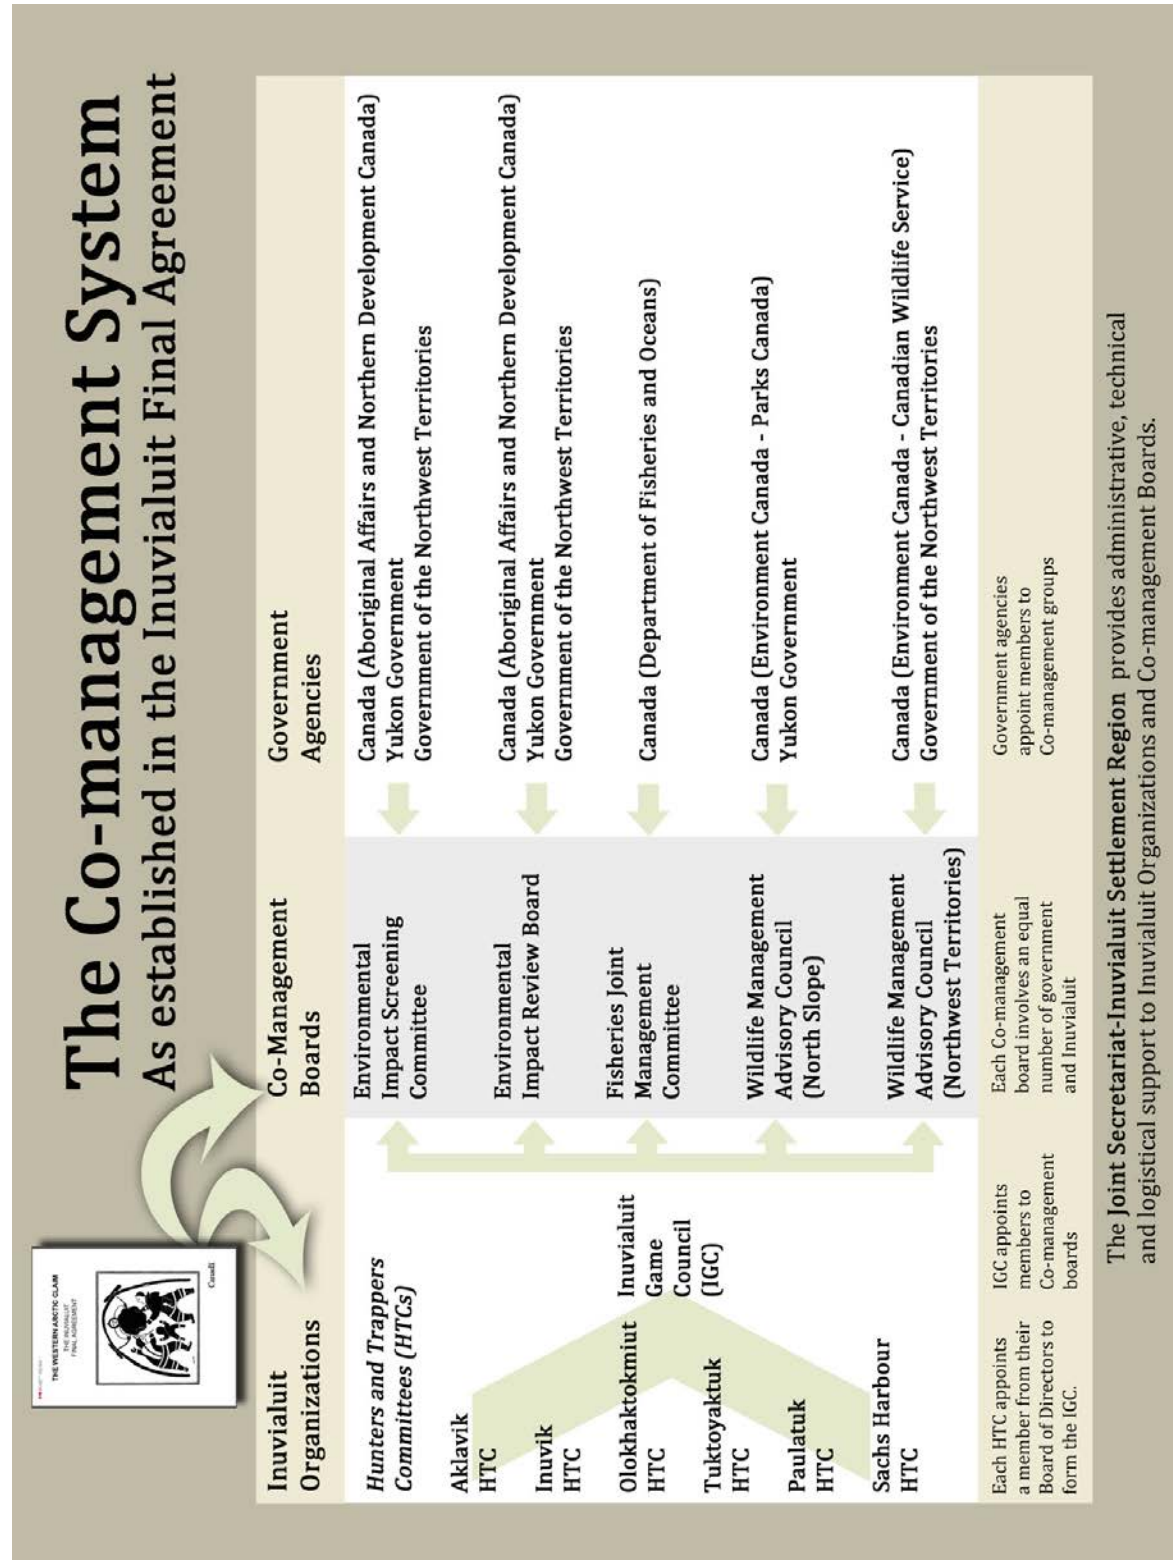 The Co-management System
As established in the Inuvialuit Final Agreement
THE WESTERN ARCTIC CLAIM
THE INUVIALUIT
FINAL AGREEMENT
Canada
Inuvialuit
Organizations
Co-Management
Boards
Government
Agencies
Hunters and Trappers
Committees (HTCs)
Aklavik
HTC
Inuvik
HTC
Olokhaktokmiut
HTC
Tuktoyaktuk
HTC
Paulatuk
HTC
Sachs Harbour
HTC
Inuvialuit
Game
Council
(IGC)
Environmental
Impact Screening
Committee
Canada (Aboriginal Affairs and Northern Development Canada)
Yukon Government
Government of the Northwest Territories
Environmental
Impact Review Board
Canada (Aboriginal Affairs and Northern Development Canada)
Yukon Government
Government of the Northwest Territories
Fisheries Joint
Management
Committee
Canada (Department of Fisheries and Oceans)
Wildlife Management
Advisory Council
(North Slope)
Canada (Environment Canada - Parks Canada)
Yukon Government
Wildlife Management
Advisory Council
(Northwest Territories)
Canada (Environment Canada - Canadian Wildlife Service)
Government of the Northwest Territories
Each HTC appoints
a member from their
Board of Directors to
form the IGC.
IGC appoints
members to
Co-management
boards
Each Co-management
board involves an equal
number of government
and Inuvialuit
Government agencies
appoint members to
Co-management groups
The Joint Secretariat-Inuvialuit Settlement Region provides administrative, technical
and logistical support to Inuvialuit Organizations and Co-management Boards.